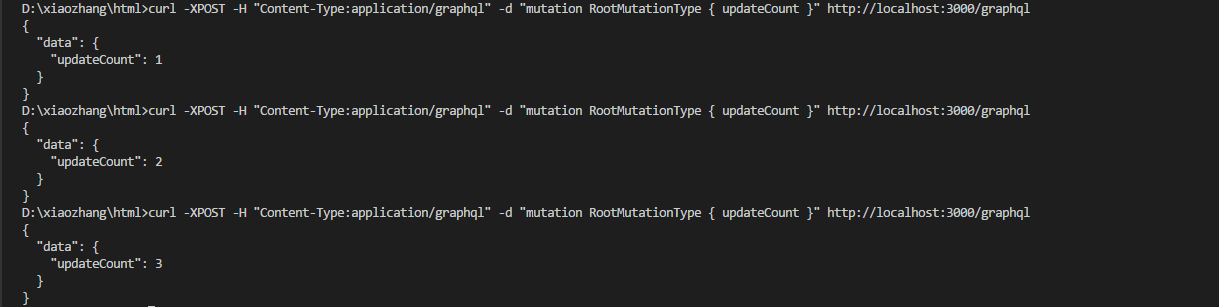 D:\xiaozhang\html>curl -XPOST -H "Content-Type:application/graphql" -d "mutation RootMutationType { updateCount }" http://localhost:3000/graphql
{
  "data": {
    "updateCount": 1
  }
}
D:\xiaozhang\html>curl -XPOST -H "Content-Type:application/graphql" -d "mutation RootMutationType { updateCount }" http://localhost:3000/graphql
{
  "data": {
    "updateCount": 2
  }
}
D:\xiaozhang\html>curl -XPOST -H "Content-Type:application/graphql" -d "mutation RootMutationType { updateCount }" http://localhost:3000/graphql
{
  "data": {
    "updateCount": 3
  }
}